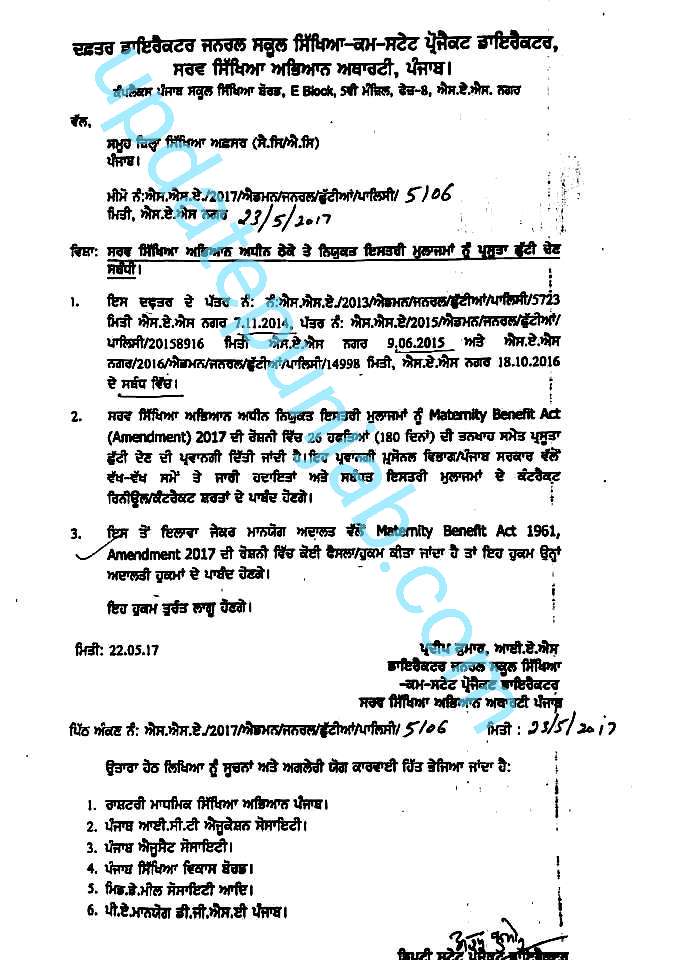 ਦਫ਼ਤਰ ਡਾਇਰੈਕਟਰ ਜਨਰਲ ਸਕੂਲ ਸਿੱਖਿਆ-ਕਮ-ਸਟੇਟ ਪ੍ਰੋਜੈਕਟ ਡਾਇਰੈਕਟਰ,
ਸਰਵ ਸਿੱਖਿਆ ਅਭਿਆਨ ਅਥਾਰਟੀ, ਪੰਜਾਬ।
ਕੰਪਲੈਕਸ ਪੰਜਾਬ ਸਕੂਲ ਸਿੱਖਿਆ ਬੋਰਡ, E Block, 5ਵੀਂ ਮੰਜ਼ਿਲ, ਫੇਜ਼-8, ਐਸ.ਏ.ਐਸ. ਨਗਰ
ਵੱਲ,
ਸਮੂਹ ਜ਼ਿਲ੍ਹਾ ਸਿੱਖਿਆ ਅਫ਼ਸਰ (ਸੈ.ਸਿ/ਐ.ਸਿ)
ਪੰਜਾਬ।
ਮੀਮੋ ਨੰ:ਐਸ.ਐਸ.ਏ./2017/ਐਡਮਨ/ਜਨਰਲ/ਛੁੱਟੀਆਂ/ਪਾਲਿਸੀ/ 5106
ਮਿਤੀ, ਐਸ.ਏ.ਐਸ ਨਗਰ 23/5/2017
ਵਿਸ਼ਾ: ਸਰਵ ਸਿੱਖਿਆ ਅਭਿਆਨ ਅਧੀਨ ਠੇਕੇ ਤੇ ਨਿਯੁਕਤ ਇਸਤਰੀ ਮੁਲਾਜਮਾਂ ਨੂੰ ਪ੍ਰਸੂਤਾ ਛੁੱਟੀ ਦੇਣ
ਸਬੰਧੀ।
1. ਇਸ ਦਫਤਰ ਦੇ ਪੱਤਰ ਨੰ: ਨੰ:ਐਸ.ਐਸ.ਏ./2013/ਐਡਮਨ/ਜਨਰਲ/ਛੁੱਟੀਆਂ/ਪਾਲਿਸੀ/5723
ਮਿਤੀ ਐਸ.ਏ.ਐਸ ਨਗਰ 7.11.2014, ਪੱਤਰ ਨੰ: ਐਸ.ਐਸ.ਏ/2015/ਐਡਮਨ/ਜਨਰਲ/ਛੁੱਟੀਆਂ/
ਪਾਲਿਸੀ/20158916 ਮਿਤੀ ਐਸ.ਏ.ਐਸ ਨਗਰ 9.06.2015 ਅਤੇ ਐਸ.ਏ.ਐਸ
ਨਗਰ/2016/ਐਡਮਨ/ਜਨਰਲ/ਛੁੱਟੀਆਂ/ਪਾਲਿਸੀ/14998 ਮਿਤੀ, ਐਸ.ਏ.ਐਸ ਨਗਰ 18.10.2016
ਦੇ ਸਬੰਧ ਵਿੱਚ।
2. ਸਰਵ ਸਿੱਖਿਆ ਅਭਿਆਨ ਅਧੀਨ ਨਿਯੁਕਤ ਇਸਤਰੀ ਮੁਲਾਜਮਾਂ ਨੂੰ Maternity Benefit Act
(Amendment) 2017 ਦੀ ਰੋਸ਼ਨੀ ਵਿੱਚ 26 ਹਫਤਿਆਂ (180 ਦਿਨਾਂ) ਦੀ ਤਨਖਾਹ ਸਮੇਤ ਪ੍ਰਸੂਤਾ
ਛੁੱਟੀ ਦੇਣ ਦੀ ਪ੍ਰਵਾਨਗੀ ਦਿੱਤੀ ਜਾਂਦੀ ਹੈ।ਇਹ ਪ੍ਰਵਾਨਗੀ ਪ੍ਰਸੋਨਲ ਵਿਭਾਗ/ਪੰਜਾਬ ਸਰਕਾਰ ਵੱਲੋਂ
ਵੱਖ-ਵੱਖ ਸਮੇਂ ਤੇ ਜਾਰੀ ਹਦਾਇਤਾਂ ਅਤੇ ਸਬੰਧਤ ਇਸਤਰੀ ਮੁਲਾਜਮਾਂ ਦੇ ਕੰਟਰੈਕਟ
ਰਿਨੀਊਲ/ਕੰਟਰੈਕਟ ਸ਼ਰਤਾਂ ਦੇ ਪਾਬੰਦ ਹੋਣਗੇ।
3. ਇਸ ਤੋਂ ਇਲਾਵਾ ਜੇਕਰ ਮਾਨਯੋਗ ਅਦਾਲਤ ਵੱਲੋਂ Maternity Benefit Act 1961,
Amendment 2017 ਦੀ ਰੋਸ਼ਨੀ ਵਿੱਚ ਕੋਈ ਫੈਸਲਾ/ਹੁਕਮ ਕੀਤਾ ਜਾਂਦਾ ਹੈ ਤਾਂ ਇਹ ਹੁਕਮ ਉਨ੍ਹਾਂ
ਅਦਾਲਤੀ ਹੁਕਮਾਂ ਦੇ ਪਾਬੰਦ ਹੋਣਗੇ।
ਇਹ ਹੁਕਮ ਤੁਰੰਤ ਲਾਗੂ ਹੋਣਗੇ।
ਮਿਤੀ: 22.05.17
ਪ੍ਰਦੀਪ ਕੁਮਾਰ, ਆਈ.ਏ.ਐਸ
ਡਾਇਰੈਕਟਰ ਜਨਰਲ ਸਕੂਲ ਸਿੱਖਿਆ
-ਕਮ-ਸਟੇਟ ਪ੍ਰੋਜੈਕਟ ਡਾਇਰੈਕਟਰ
ਸਰਵ ਸਿੱਖਿਆ ਅਭਿਆਨ ਅਥਾਰਟੀ ਪੰਜਾਬ
ਪਿੱਠ ਅੰਕਣ ਨੰ: ਐਸ.ਐਸ.ਏ./2017/ਐਡਮਨ/ਜਨਰਲ/ਛੁੱਟੀਆਂ/ਪਾਲਿਸੀ/ 5106 ਮਿਤੀ : 23/5/2017
ਉਤਾਰਾ ਹੇਠ ਲਿਖਿਆ ਨੂੰ ਸੂਚਨਾਂ ਅਤੇ ਅਗਲੇਰੀ ਯੋਗ ਕਾਰਵਾਈ ਹਿੱਤ ਭੇਜਿਆ ਜਾਂਦਾ ਹੈ:
1. ਰਾਸ਼ਟਰੀ ਮਾਧਮਿਕ ਸਿੱਖਿਆ ਅਭਿਆਨ ਪੰਜਾਬ।
2. ਪੰਜਾਬ ਆਈ.ਸੀ.ਟੀ ਐਜੂਕੇਸ਼ਨ ਸੋਸਾਇਟੀ।
3. ਪੰਜਾਬ ਐਜੂਸੈਟ ਸੋਸਾਇਟੀ।
4. ਪੰਜਾਬ ਸਿੱਖਿਆ ਵਿਕਾਸ ਬੋਰਡ।
5. ਮਿਡ.ਡੇ.ਮੀਲ ਸੋਸਾਇਟੀ ਆਦਿ।
6. ਪੀ.ਏ.ਮਾਨਯੋਗ ਡੀ.ਜੀ.ਐਸ.ਈ ਪੰਜਾਬ।
ਡਿਪਟੀ ਸਟੇਟ ਪ੍ਰੋਜੈਕਟ-ਡਾਇਰੈਕਟਰ
updatepunjab.com